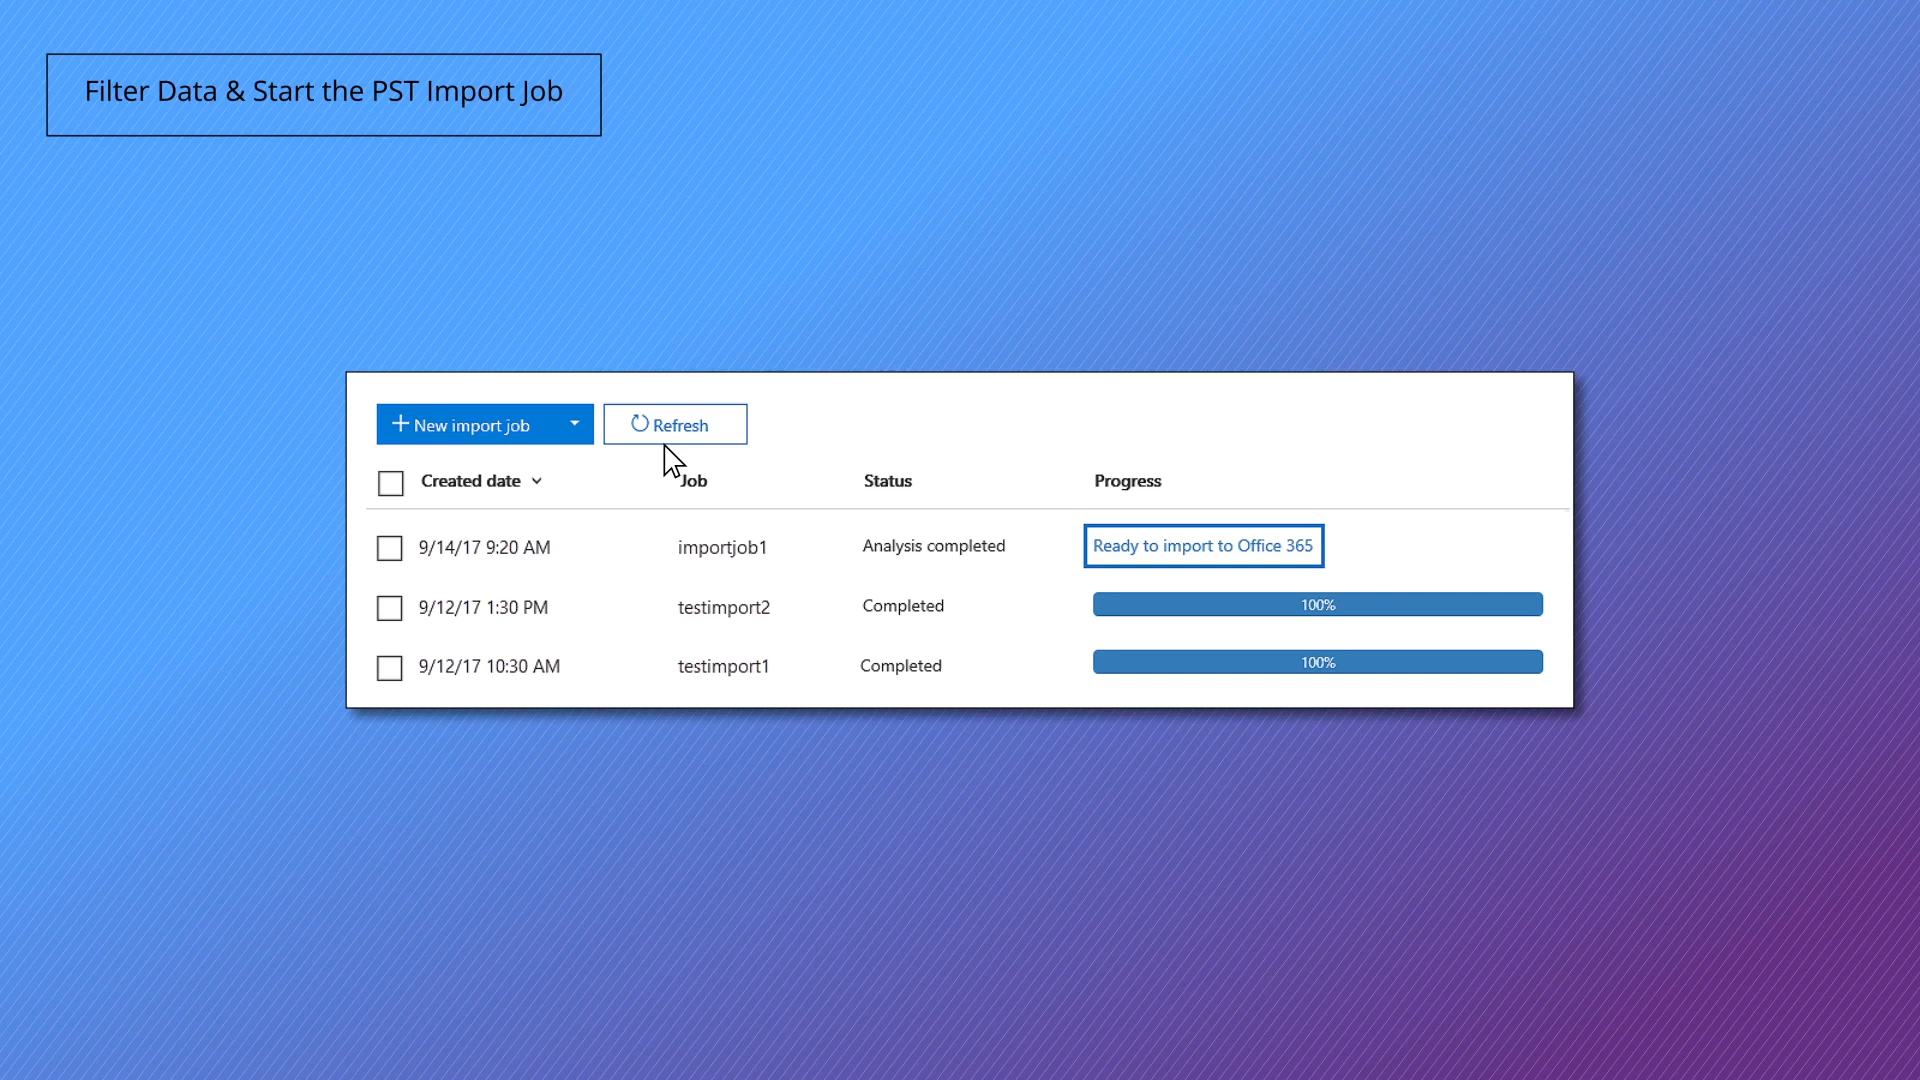 Filter Data & Start the PST Import Job
New import job Refresh
Created date Job Status Progress
9/14/17 9:20 AM importjob1 Analysis completed Ready to import to Office 365
9/12/17 1:30 PM testimport2 Completed 100%
9/12/17 10:30 AM testimport1 Completed 100%